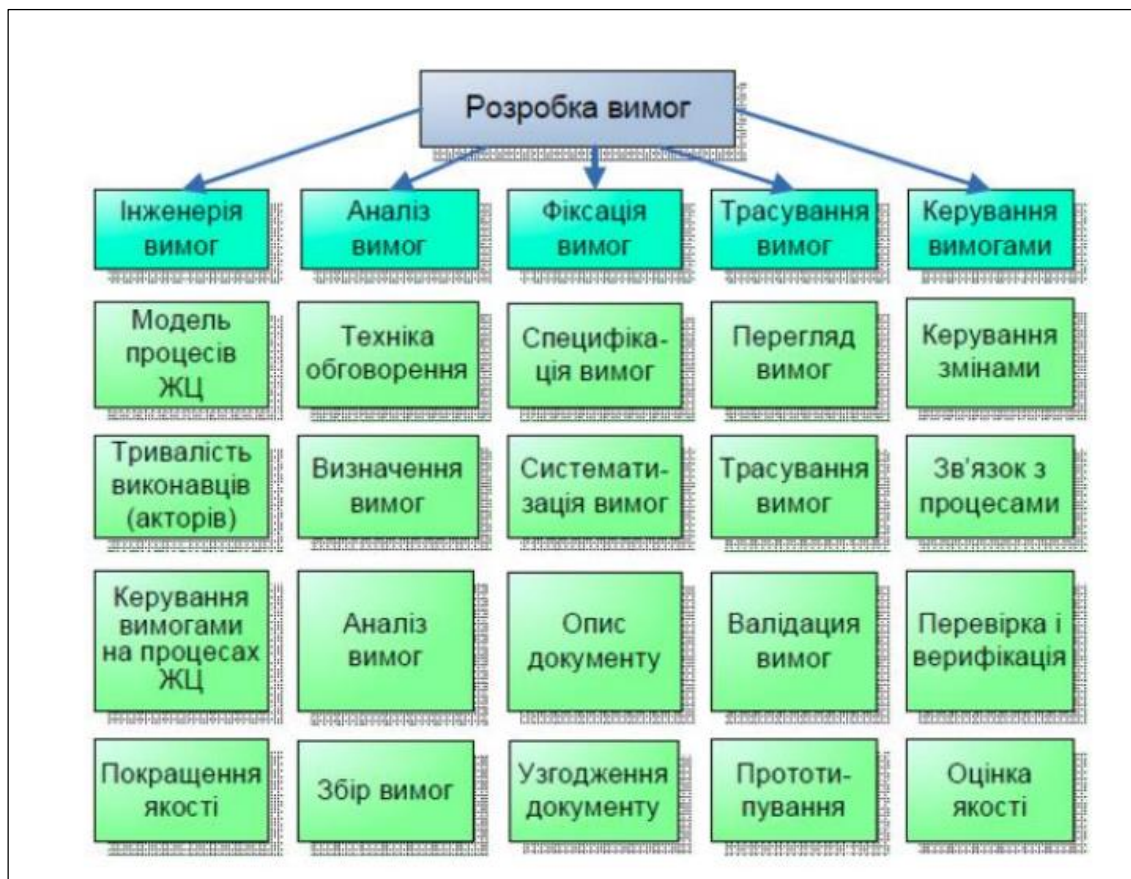 Розробка вимог
Інженерія
вимог
Аналіз
вимог
Фіксація
вимог
Трасування
вимог
Керування
вимогами
Модель
процесів
ЖЦ
Техніка
обговорення
Специфіка-
ція вимог
Перегляд
вимог
Керування
змінами
Тривалість
виконавців
(акторів)
Визначення
вимог
Системати-
зація вимог
Трасування
вимог
Зв’язок з
процесами
Керування
вимогами
на процесах
ЖЦ
Аналіз
вимог
Опис
документу
Валідация
вимог
Перевірка і
верифікація
Покращення
якості
Збір вимог
Узгодження
документу
Прототи-
пування
Оцінка
якості